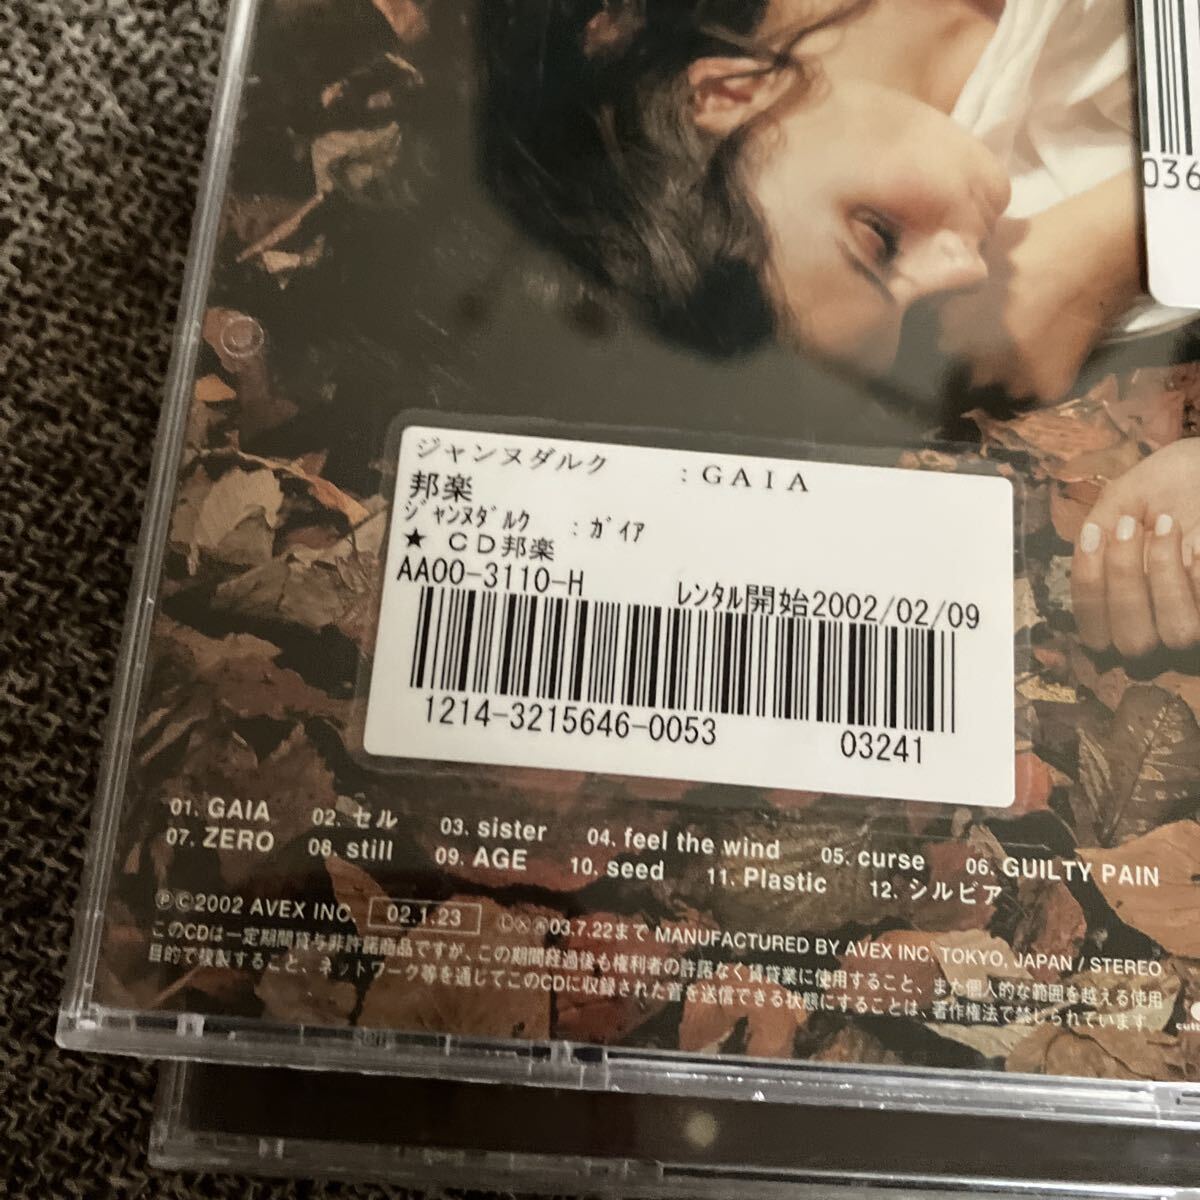 036
ジャンヌダルク :GAIA
邦楽
ジャンヌダルク :ガイア
★ CD邦楽
AA00-3110-H レンタル開始2002/02/09
1214-3215646-0053 03241
01. GAIA 02. セル 03. sister 04. feel the wind 05. curse 06. GUILTY PAIN
07. ZERO 08. still 09. AGE 10. seed 11. Plastic 12. シルビア
Ⓟ©2002 AVEX INC. 02.1.23 03.7.22まで MANUFACTURED BY AVEX INC. TOKYO, JAPAN / STEREO
このCDは一定期間貸与非許諾商品ですが、この期間経過後も権利者の許諾なく賃貸業に使用すること、また個人的な範囲を越える使用
目的で複製すること、ネットワーク等を通じてこのCDに収録された音を送信できる状態にすることは、著作権法で禁じられています。